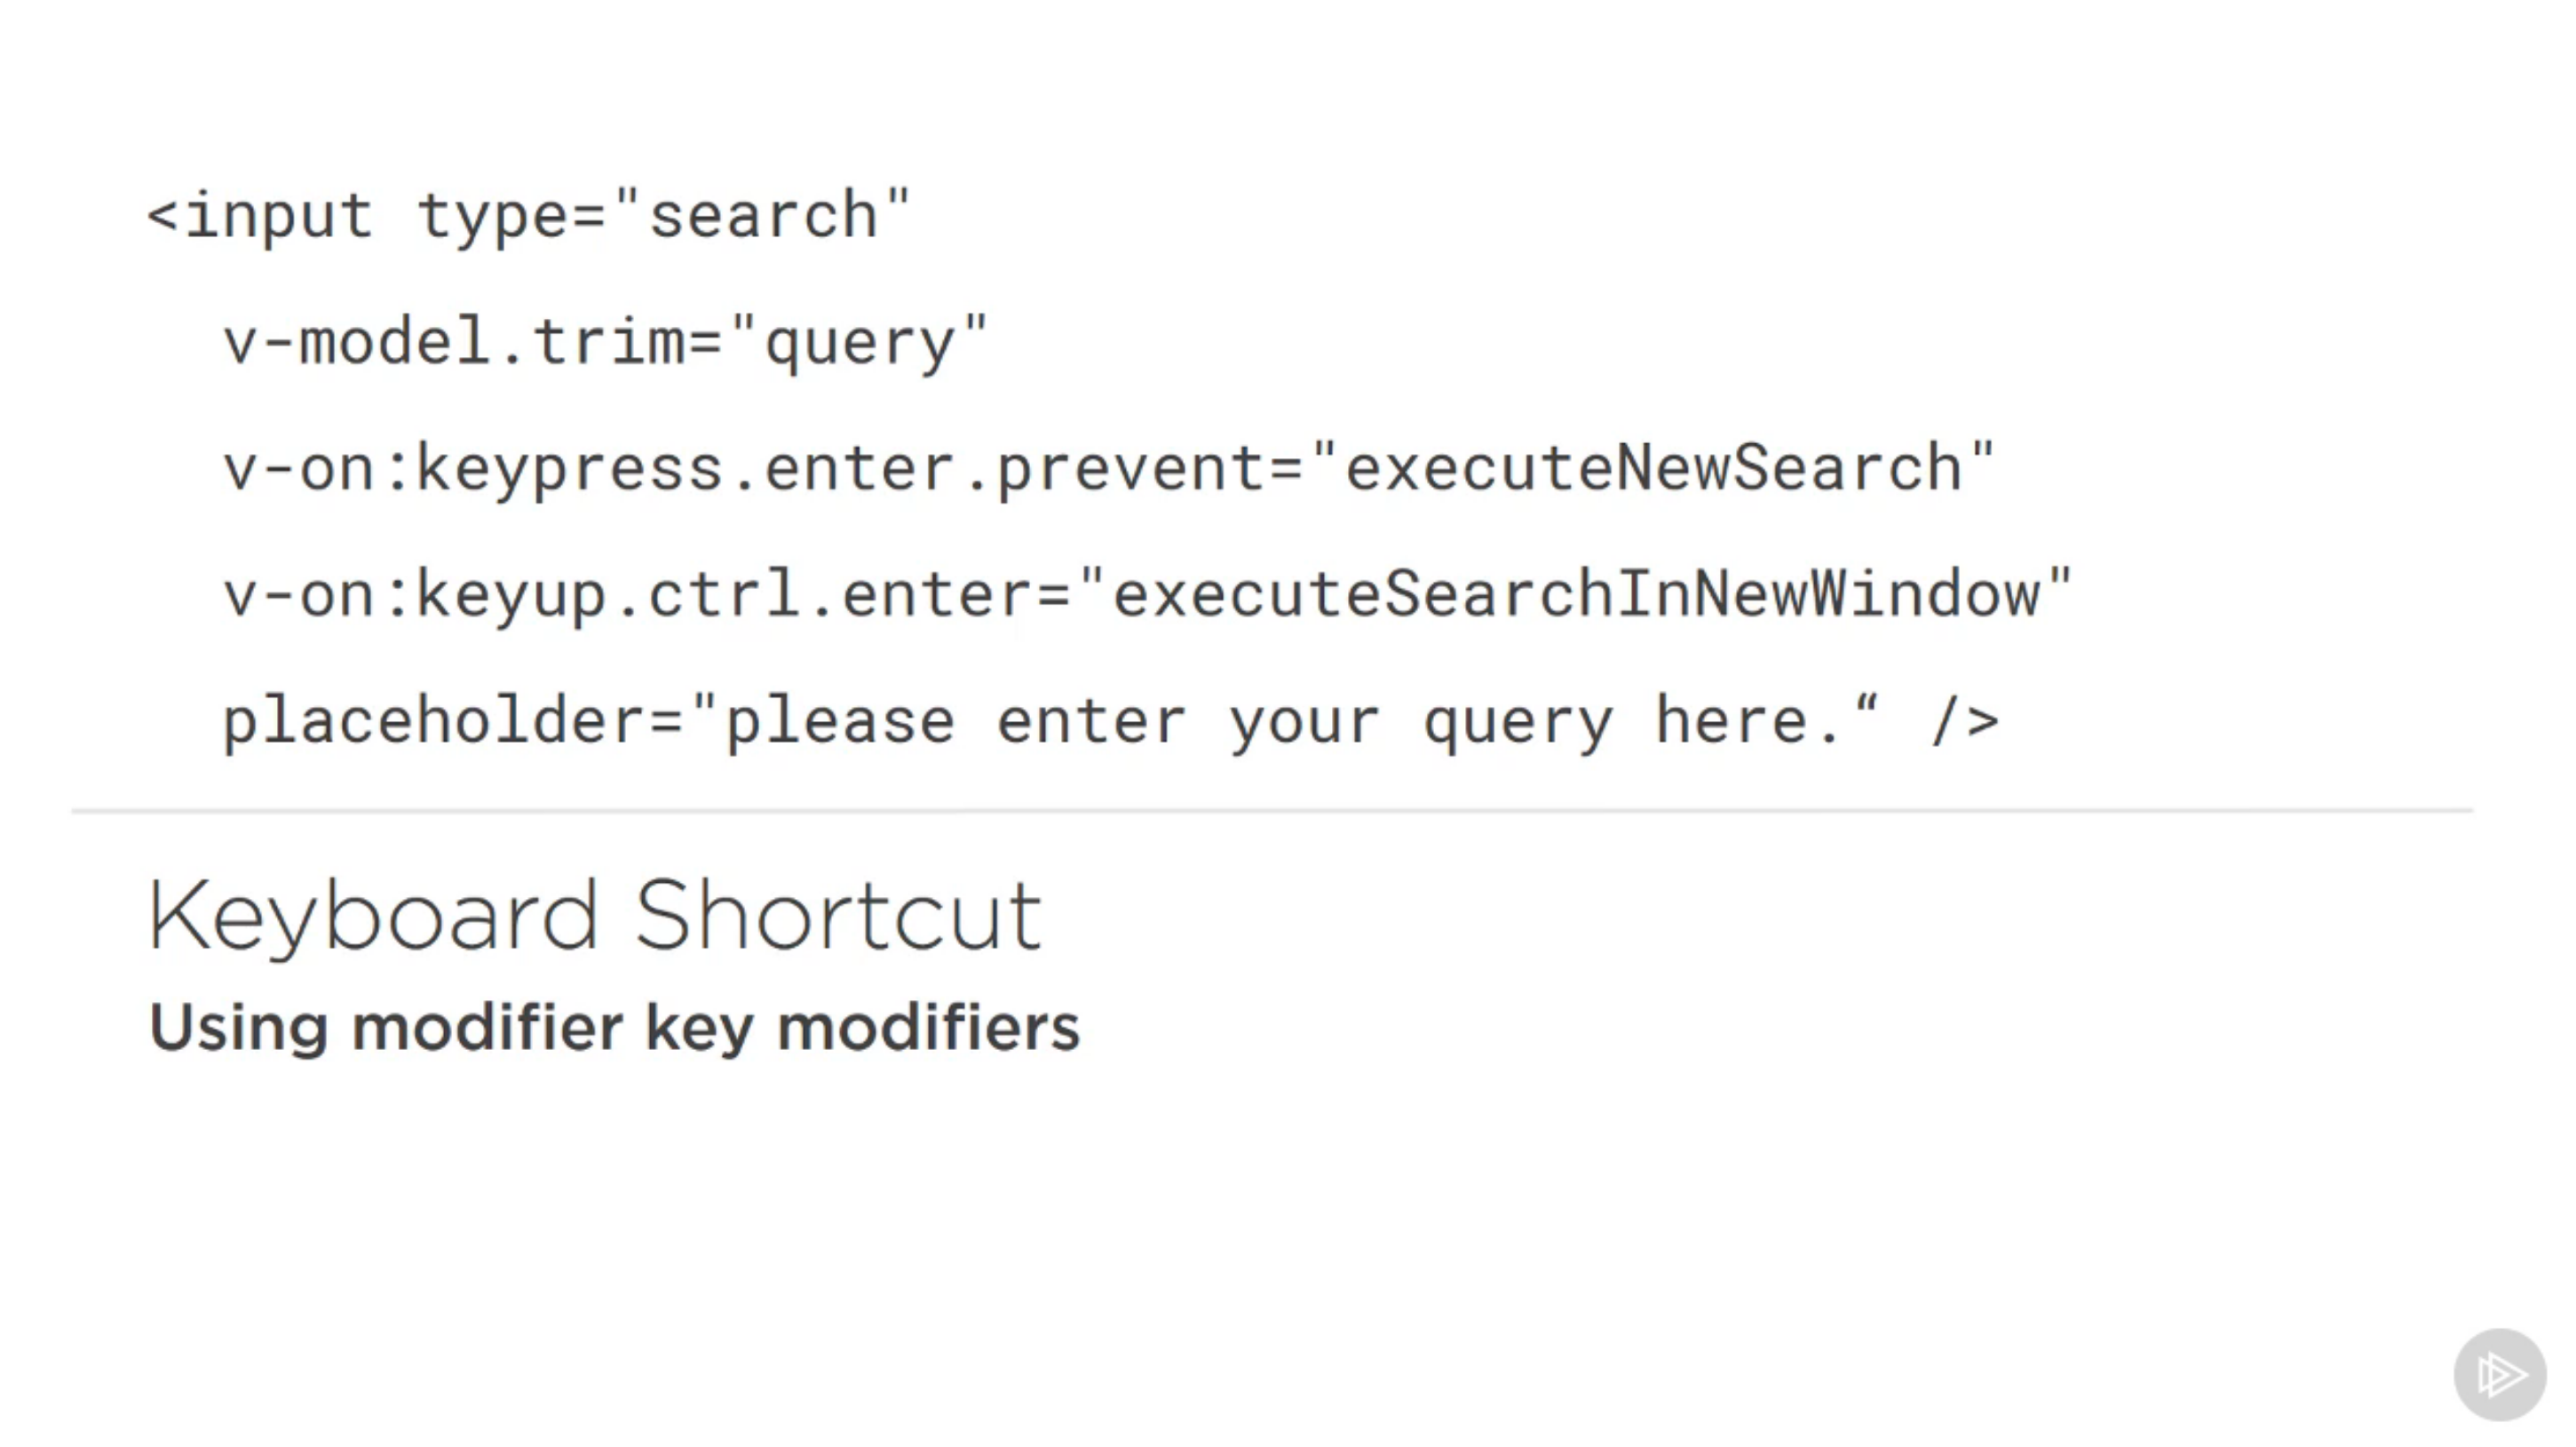 <input type="search"
v-model.trim="query"
v-on:keypress.enter.prevent="executeNewSearch"
v-on:keyup.ctrl.enter="executeSearchInNewWindow"
placeholder="please enter your query here.“ />
Keyboard Shortcut
Using modifier key modifiers